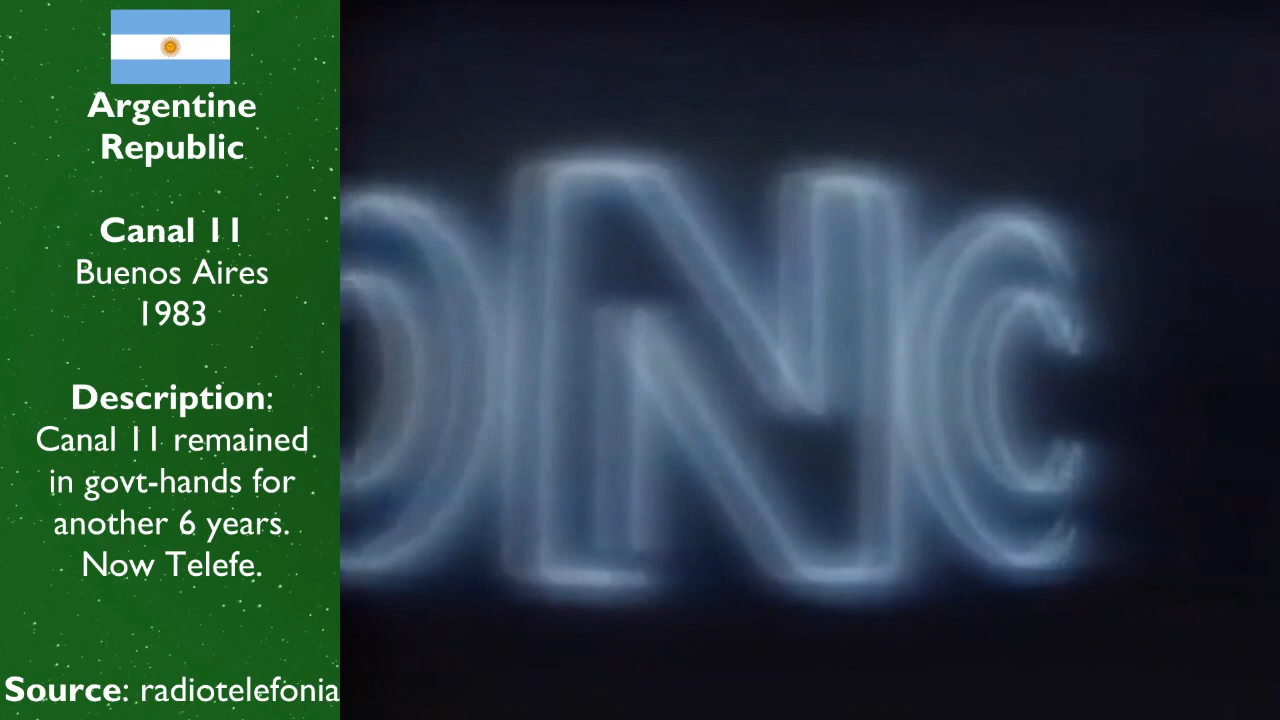 Argentine
Republic
Canal 11
Buenos Aires
1983
Description:
Canal 11 remained
in govt-hands for
another 6 years.
Now Telefe.
Source: radiotelefonia
ONC